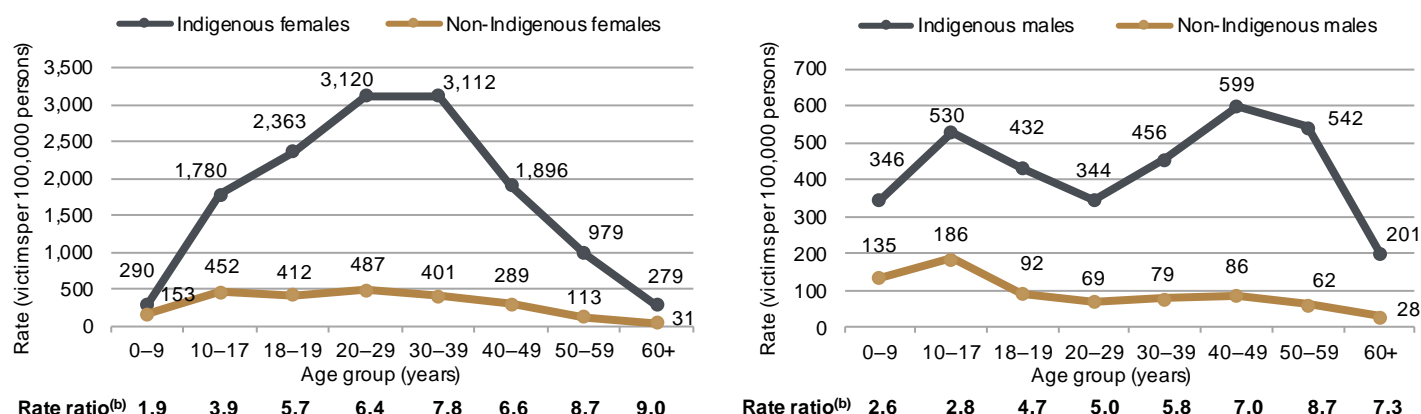 Indigenous females Non-Indigenous females
Rate (victimsper 100,000 persons)
3,500
3,000
2,500
2,000
1,500
1,000
500
0
290 1,780 2,363 3,120 3,112 1,896 979 279
153 452 412 487 401 289 113 31
0–9 10–17 18–19 20–29 30–39 40–49 50–59 60+
Age group (years)
Rate ratio(b) 1.9 3.9 5.7 6.4 7.8 6.6 8.7 9.0
Indigenous males Non-Indigenous males
Rate (victimsper 100,000 persons)
700
600
500
400
300
200
100
0
346 530 432 344 456 599 542 201
135 186 92 69 79 86 62 28
0–9 10–17 18–19 20–29 30–39 40–49 50–59 60+
Age group (years)
Rate ratio(b) 2.6 2.8 4.7 5.0 5.8 7.0 8.7 7.3